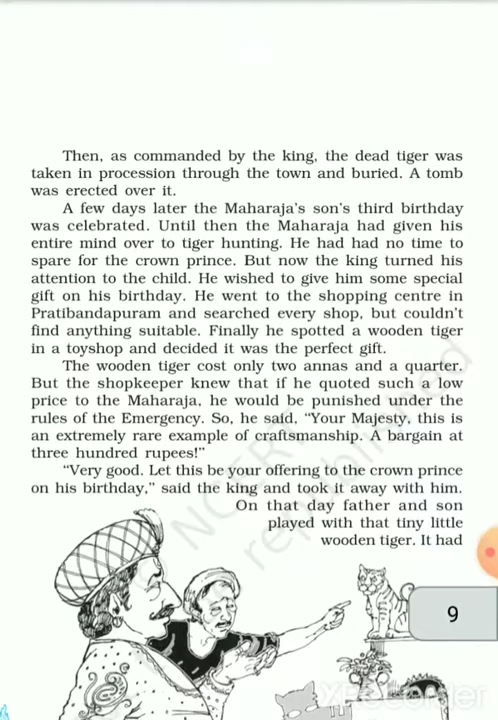 Then, as commanded by the king, the dead tiger was
taken in procession through the town and buried. A tomb
was erected over it.
A few days later the Maharaja's son's third birthday
was celebrated. Until then the Maharaja had given his
entire mind over to tiger hunting. He had had no time to
spare for the crown prince. But now the king turned his
attention to the child. He wished to give him some special
gift on his birthday. He went to the shopping centre in
Pratibandapuram and searched every shop, but couldn't
find anything suitable. Finally he spotted a wooden tiger
in a toyshop and decided it was the perfect gift.
The wooden tiger cost only two annas and a quarter.
But the shopkeeper knew that if he quoted such a low
price to the Maharaja, he would be punished under the
rules of the Emergency. So, he said, “Your Majesty, this is
an extremely rare example of craftsmanship. A bargain at
three hundred rupees!”
“Very good. Let this be your offering to the crown prince
on his birthday,” said the king and took it away with him.
On that day father and son
played with that tiny little
wooden tiger. It had
9
NCERT
republished
XRecorder